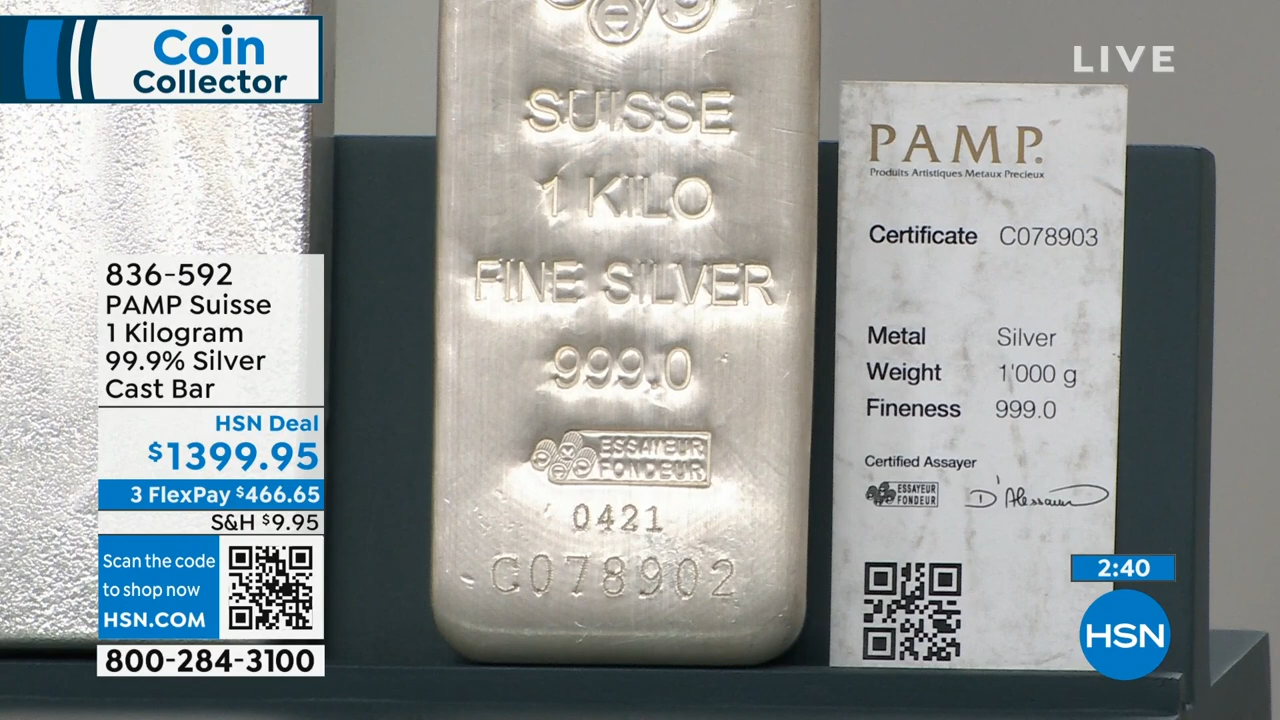 Coin
Collector
LIVE
836-592
PAMP Suisse
1 Kilogram
99.9% Silver
Cast Bar
HSN Deal
$1399.95
3 FlexPay $466.65
S&H $9.95
Scan the code
to shop now
HSN.COM
800-284-3100
SUISSE
1 KILO
FINE SILVER
999.0
ESSAYEUR
FONDEUR
0421
C078902
PAMP.
Produits Artistiques Metaux Precieux
Certificate C078903
Metal Silver
Weight 1'000 g
Fineness 999.0
Certified Assayer
ESSAYEUR
FONDEUR
2:40
HSN